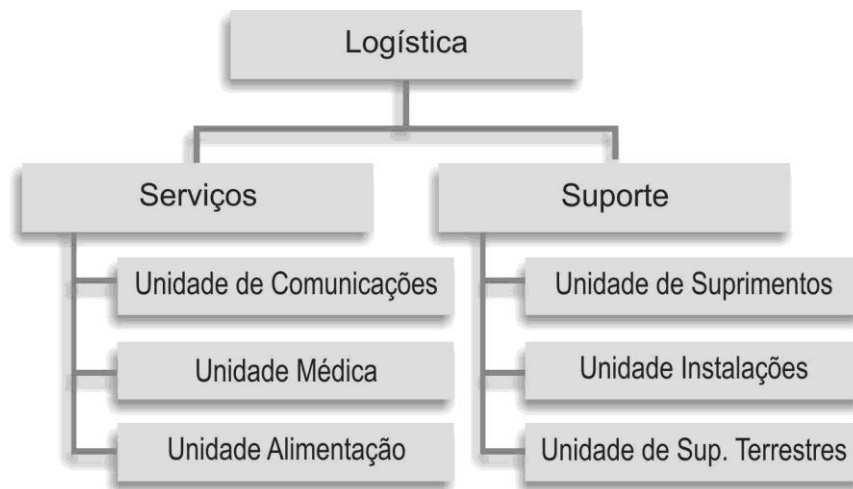 Logística
Serviços
Suporte
Unidade de Comunicações
Unidade de Suprimentos
Unidade Médica
Unidade Instalações
Unidade Alimentação
Unidade de Sup. Terrestres